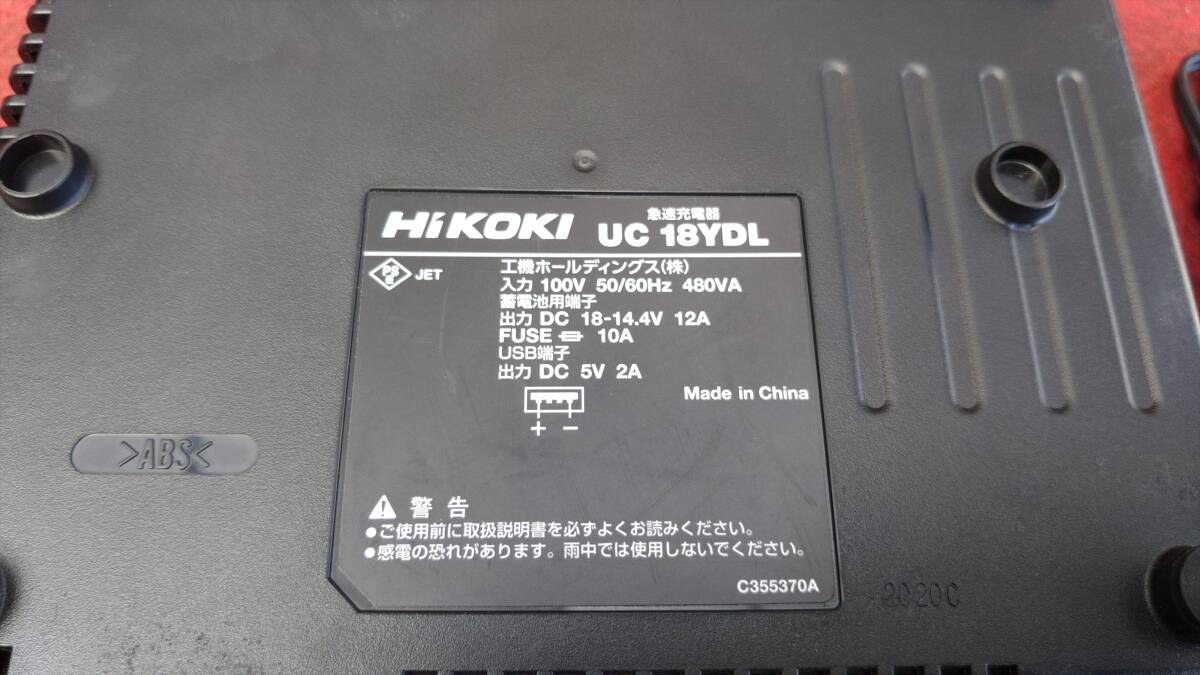 HiKOKI
急速充電器
UC 18YDL
PS
E
JET
工機ホールディングス(株)
入力 100V 50/60Hz 480VA
蓄電池用端子
出力 DC 18-14.4V 12A
FUSE 10A
USB端子
出力 DC 5V 2A
Made in China
+ −
>ABS<
警告
●ご使用前に取扱説明書を必ずよくお読みください。
●感電の恐れがあります。雨中では使用しないでください。
C355370A
2020C